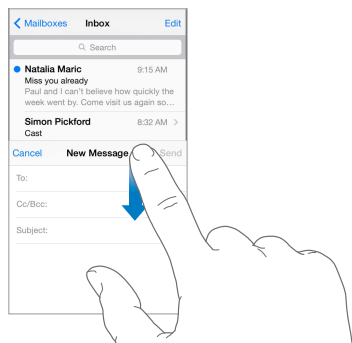 Mailboxes Inbox Edit
Search
Natalia Maric 9:15 AM
Miss you already
Paul and I can't believe how quickly the
week went by. Come visit us again so…
Simon Pickford 8:32 AM
Cast
Cancel New Message Send
To:
Cc/Bcc:
Subject: